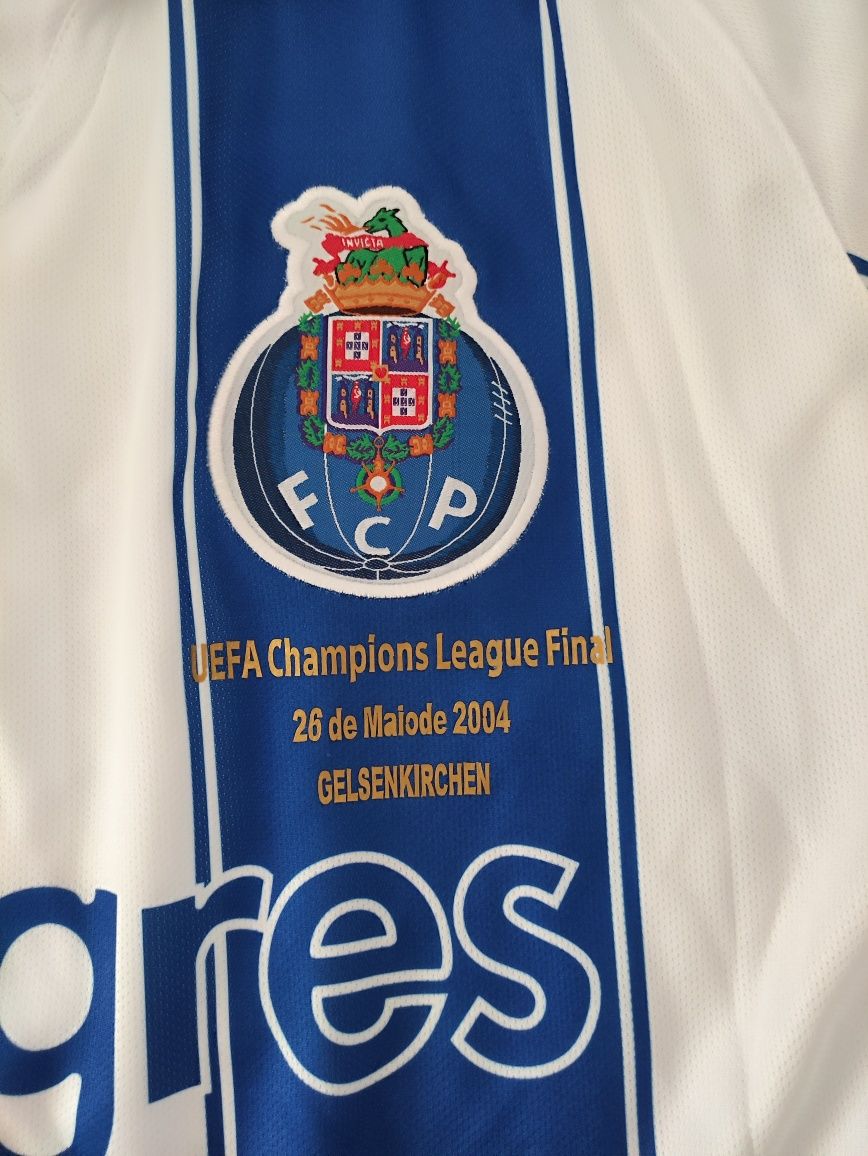 INVICTA
F C P
UEFA Champions League Final
26 de Maiode 2004
GELSENKIRCHEN
gres